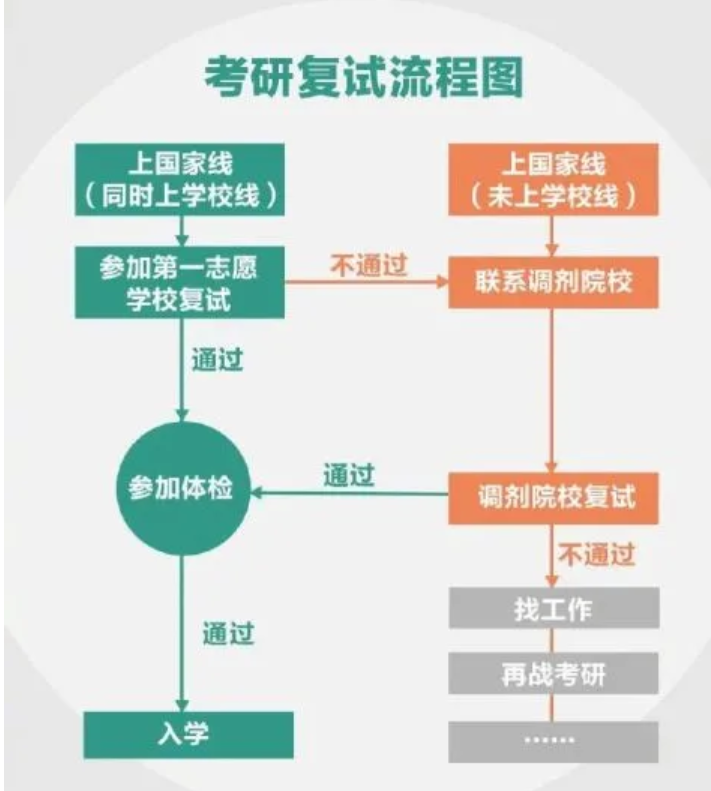 考研复试流程图
上国家线
（同时上学校线）
上国家线
（未上学校线）
参加第一志愿
学校复试
不通过
联系调剂院校
通过
参加体检
通过
调剂院校复试
不通过
找工作
通过
再战考研
入学
……